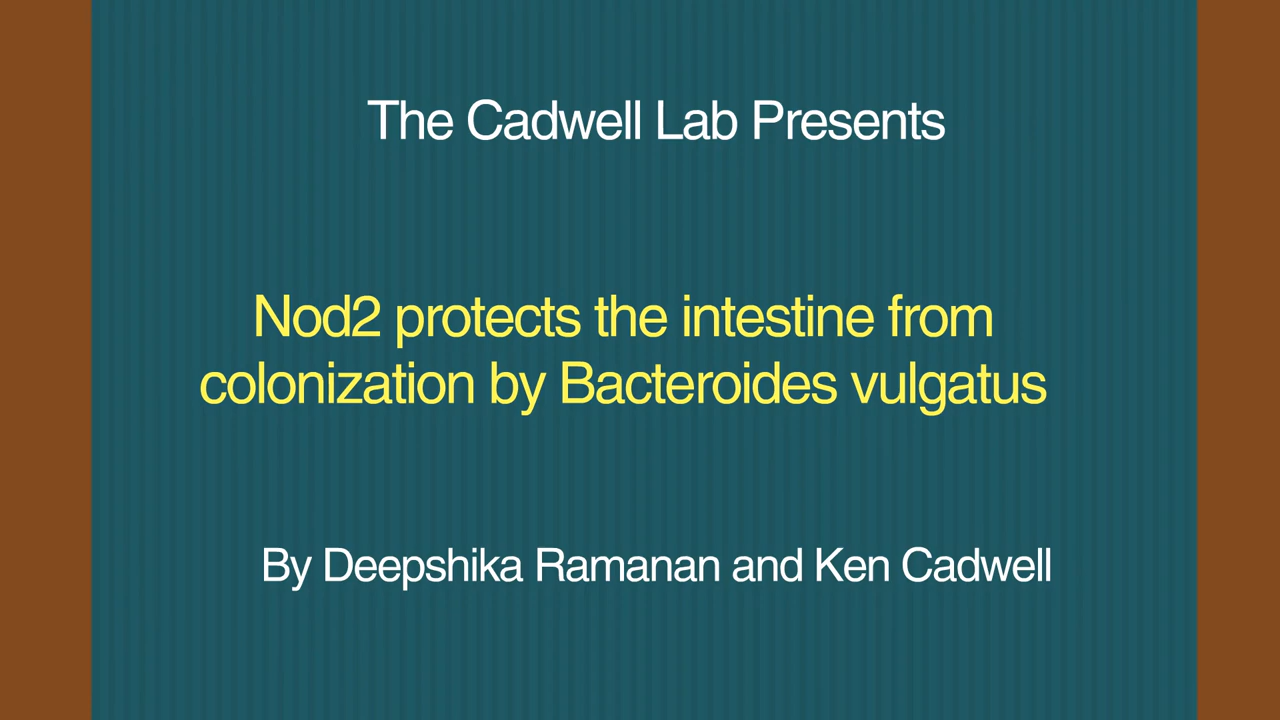 The Cadwell Lab Presents
Nod2 protects the intestine from
colonization by Bacteroides vulgatus
By Deepshika Ramanan and Ken Cadwell